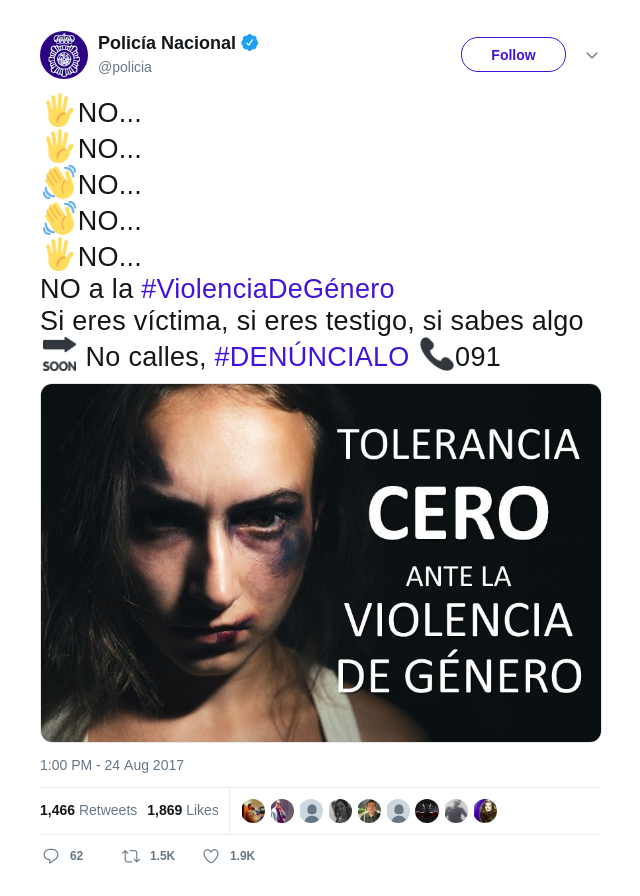 Policía Nacional
@policia
Follow
🖐NO...
🖐NO...
👋NO...
👋NO...
🖐NO...
NO a la #ViolenciaDeGénero
Si eres víctima, si eres testigo, si sabes algo
🔜 No calles, #DENÚNCIALO 📞091
TOLERANCIA
CERO
ANTE LA
VIOLENCIA
DE GÉNERO
1:00 PM - 24 Aug 2017
1,466 Retweets 1,869 Likes
62 1.5K 1.9K